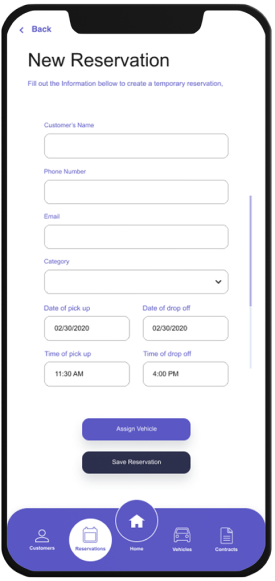 Back
New Reservation
Fill out the Information bellow to create a temporary reservation,
Customer's Name
Phone Number
Email
Category
Date of pick up
Date of drop off
02/30/2020
02/30/2020
Time of pick up
Time of drop off
11:30 AM
4:00 PM
Assign Vehicle
Save Reservation
Customers
Reservations
Home
Vehicles
Contracts